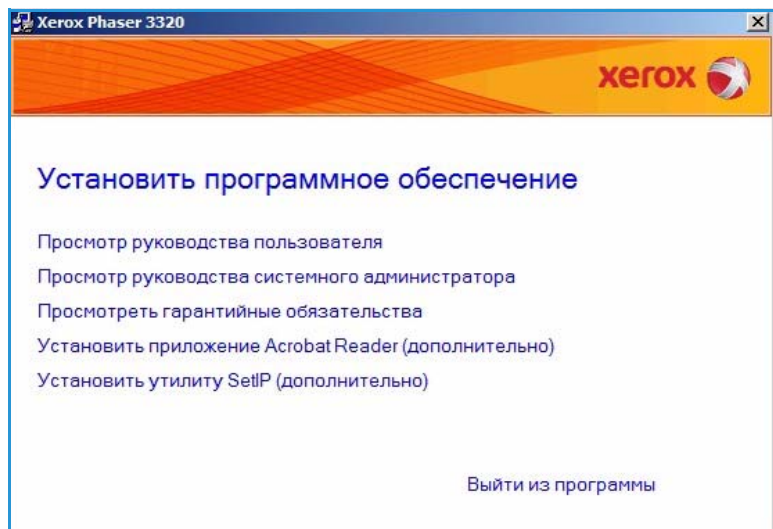 Xerox Phaser 3320
xerox
Установить программное обеспечение
Просмотр руководства пользователя
Просмотр руководства системного администратора
Просмотреть гарантийные обязательства
Установить приложение Acrobat Reader (дополнительно)
Установить утилиту SetIP (дополнительно)
Выйти из программы